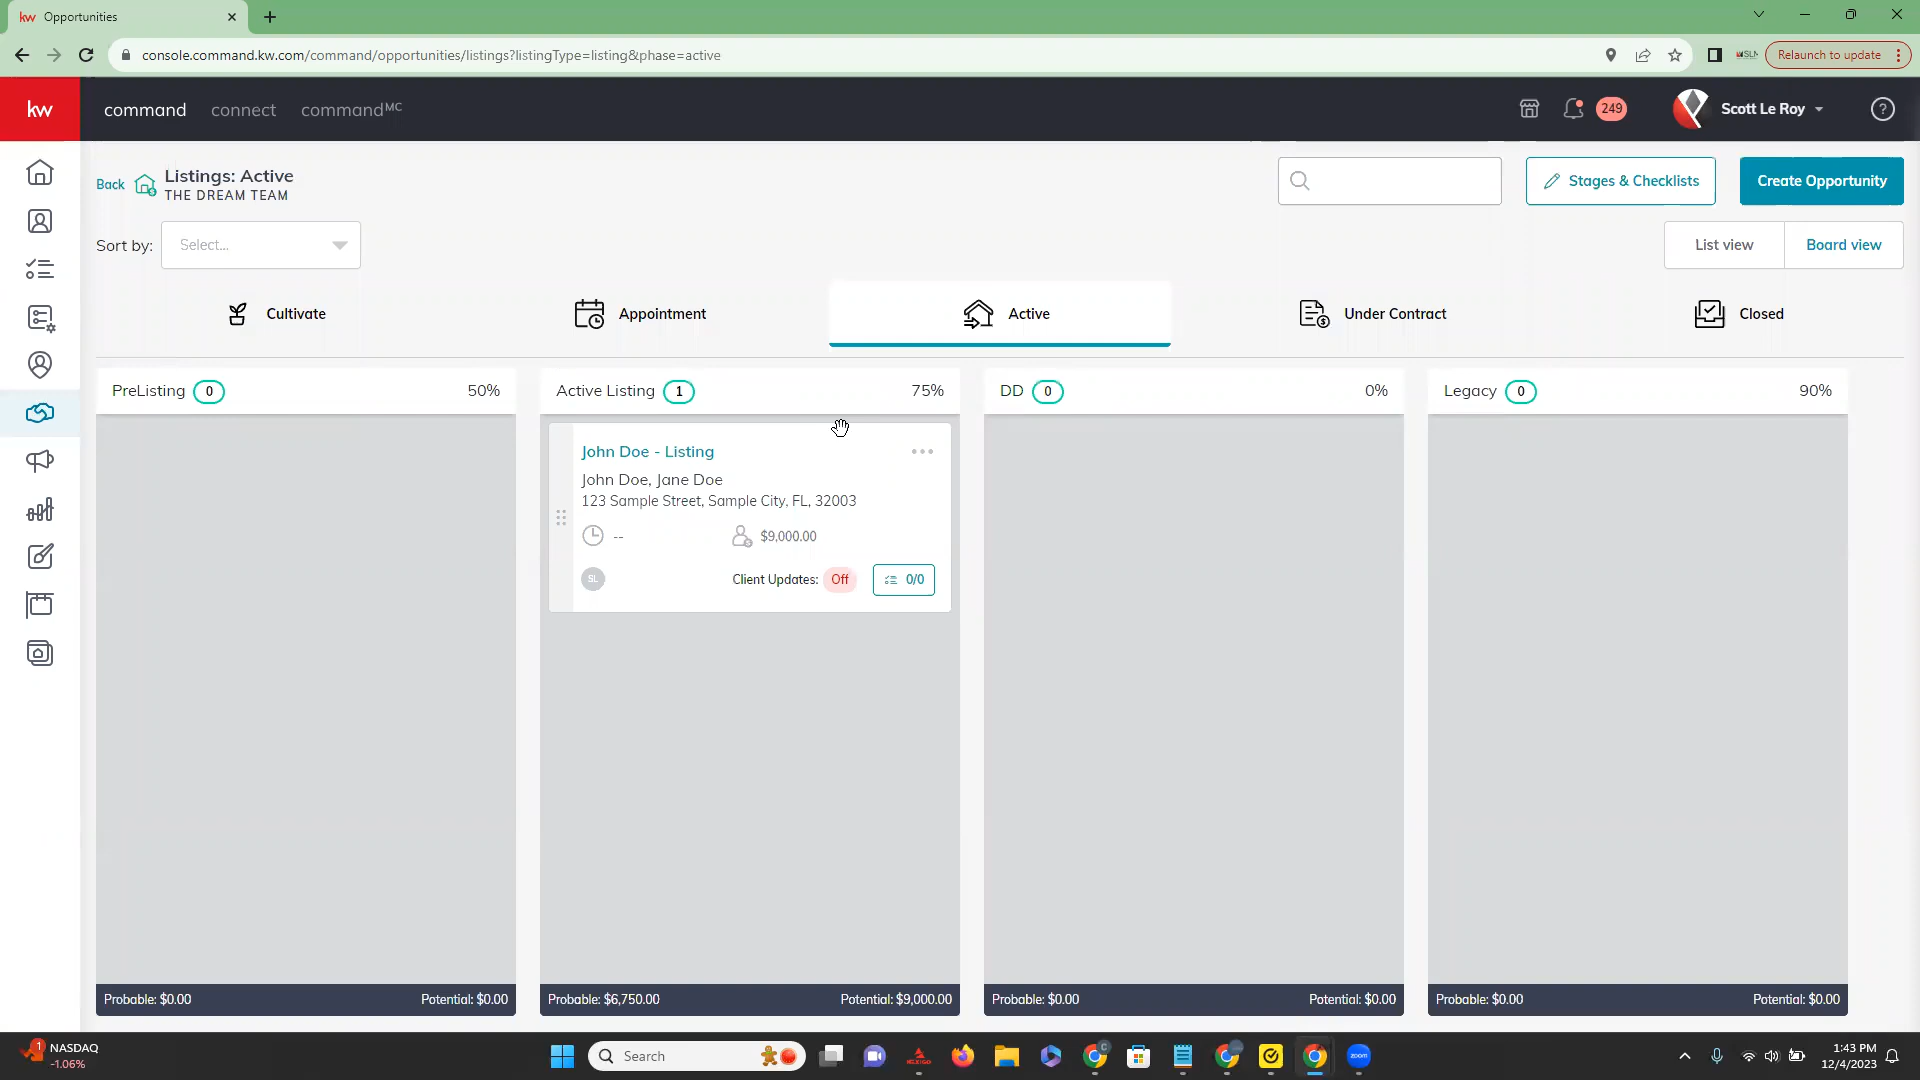 kw Opportunities
console.command.kw.com/command/opportunities/listings?listingType=listing&phase=active
Relaunch to update
kw command connect commandMC
249 Scott Le Roy
Back Listings: Active
THE DREAM TEAM
Stages & Checklists Create Opportunity
Sort by: Select...
List view Board view
Cultivate Appointment Active Under Contract Closed
PreListing 0 50%
Active Listing 1 75%
DD 0 0%
Legacy 0 90%
John Doe - Listing
John Doe, Jane Doe
123 Sample Street, Sample City, FL, 32003
-- $9,000.00
SL Client Updates: Off 0/0
Probable: $0.00 Potential: $0.00
Probable: $6,750.00 Potential: $9,000.00
Probable: $0.00 Potential: $0.00
Probable: $0.00 Potential: $0.00
1 NASDAQ
-1.06%
Search
C
zoom
1:43 PM
12/4/2023